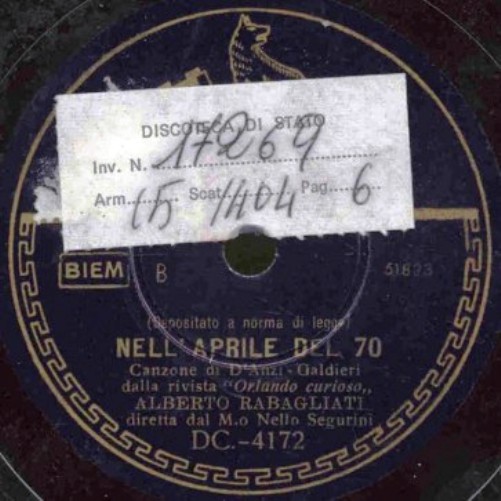 DISCOTECA DI STATO
Inv. N. 17269
Arm. 15 Scat. 1404 Pag. 6
BIEM B 51823
(Depositato a norma di legge)
NELL'APRILE DEL 70
Canzone di D'Anzi - Galdieri
dalla rivista "Orlando curioso„
ALBERTO RABAGLIATI
diretta dal M.o Nello Segurini
DC.-4172